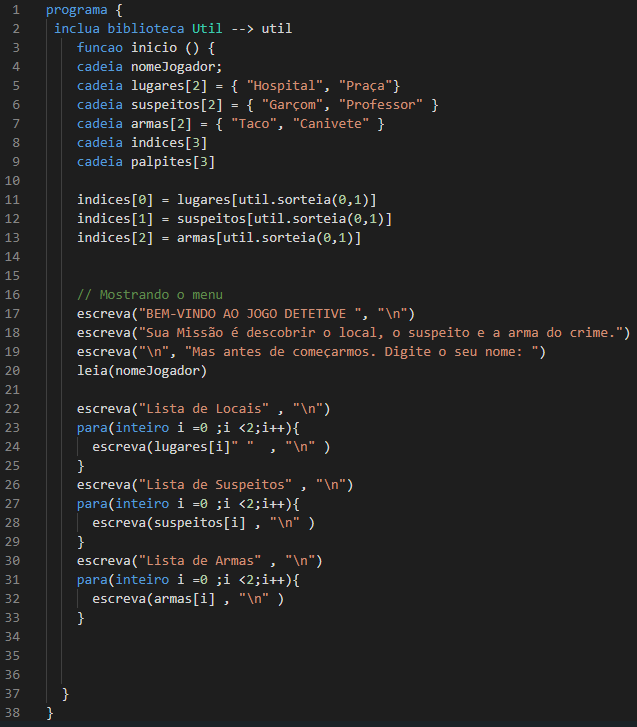 1 programa {
2 inclua biblioteca Util --> util
3 funcao inicio () {
4 cadeia nomeJogador;
5 cadeia lugares[2] = { "Hospital", "Praça"}
6 cadeia suspeitos[2] = { "Garçom", "Professor" }
7 cadeia armas[2] = { "Taco", "Canivete" }
8 cadeia indices[3]
9 cadeia palpites[3]
10
11 indices[0] = lugares[util.sorteia(0,1)]
12 indices[1] = suspeitos[util.sorteia(0,1)]
13 indices[2] = armas[util.sorteia(0,1)]
14
15
16 // Mostrando o menu
17 escreva("BEM-VINDO AO JOGO DETETIVE ", "\n")
18 escreva("Sua Missão é descobrir o local, o suspeito e a arma do crime.")
19 escreva("\n", "Mas antes de começarmos. Digite o seu nome: ")
20 leia(nomeJogador)
21
22 escreva("Lista de Locais" , "\n")
23 para(inteiro i =0 ;i <2;i++){
24 escreva(lugares[i]" "  , "\n" )
25 }
26 escreva("Lista de Suspeitos" , "\n")
27 para(inteiro i =0 ;i <2;i++){
28 escreva(suspeitos[i] , "\n" )
29 }
30 escreva("Lista de Armas" , "\n")
31 para(inteiro i =0 ;i <2;i++){
32 escreva(armas[i] , "\n" )
33 }
34
35
36
37 }
38 }